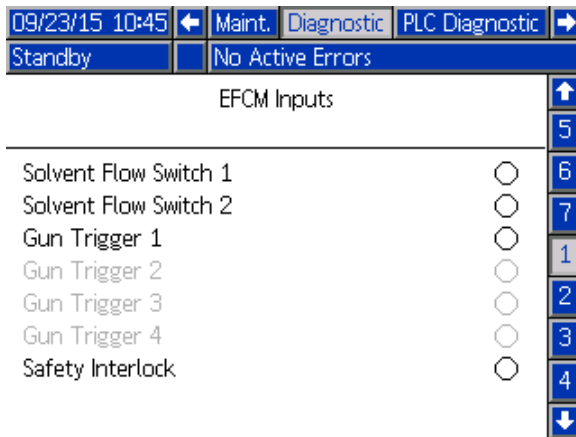 09/23/15 10:45 Maint. Diagnostic PLC Diagnostic
Standby No Active Errors
EFCM Inputs
5
Solvent Flow Switch 1
6
Solvent Flow Switch 2
7
Gun Trigger 1
1
Gun Trigger 2
2
Gun Trigger 3
3
Gun Trigger 4
Safety Interlock
4